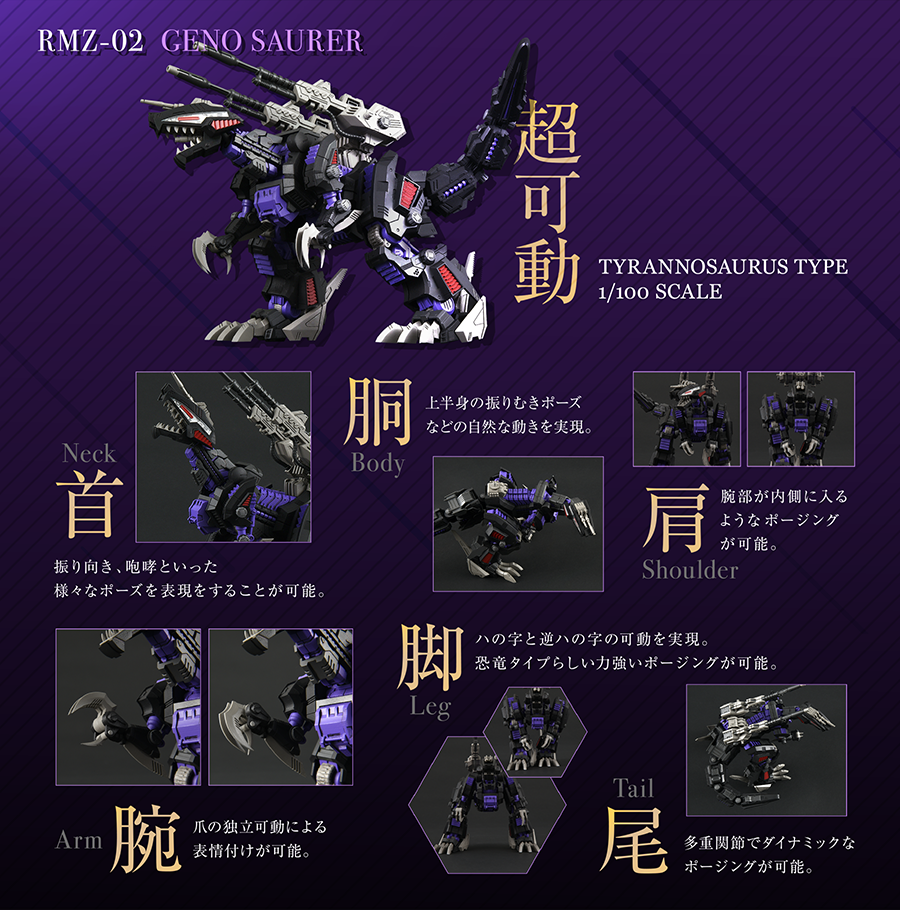 RMZ-02 GENO SAURER
超可動
TYRANNOSAURUS TYPE
1/100 SCALE
Neck
首
振り向き、咆哮といった
様々なポーズを表現をすることが可能。
胴
Body
上半身の振りむきポーズ
などの自然な動きを実現。
肩
Shoulder
腕部が内側に入る
ようなポージング
が可能。
Arm
腕
爪の独立可動による
表情付けが可能。
脚
Leg
ハの字と逆ハの字の可動を実現。
恐竜タイプらしい力強いポージングが可能。
Tail
尾
多重関節でダイナミックな
ポージングが可能。